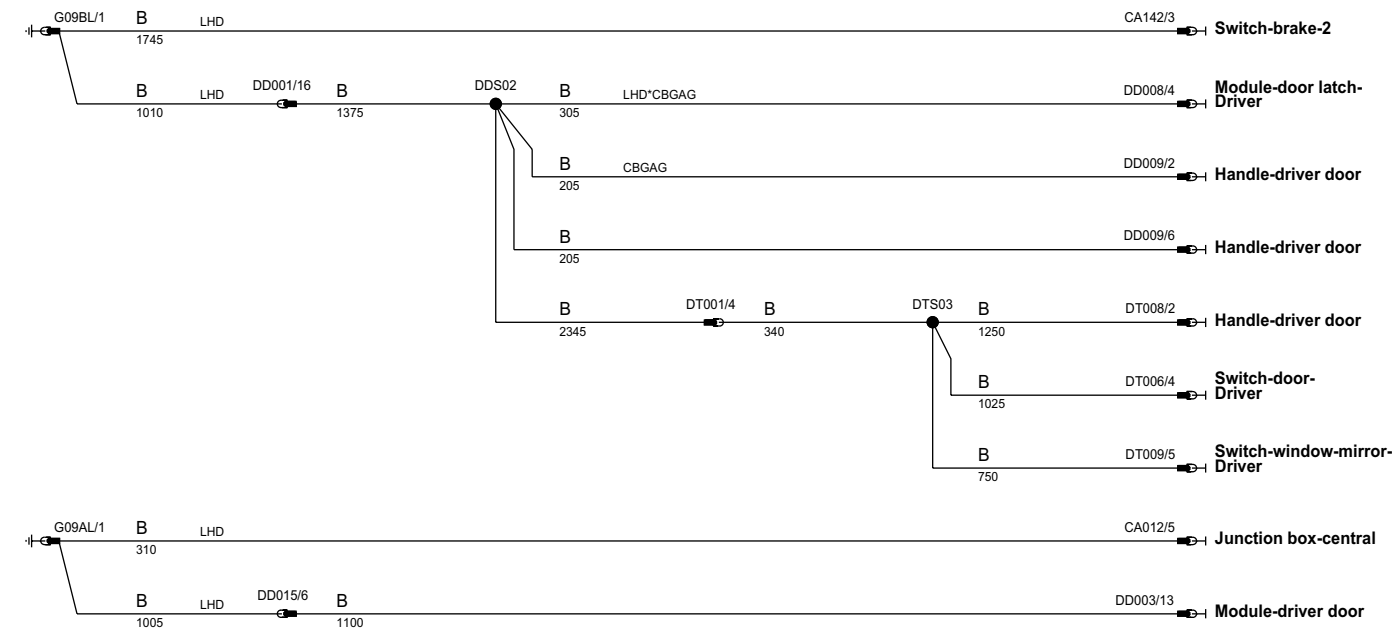 G09BL/1 B LHD CA142/3 Switch-brake-2
1745
B LHD DD001/16 B DDS02 B LHD*CBGAG DD008/4 Module-door latch-
Driver
1010 1375 305
B CBGAG DD009/2 Handle-driver door
205
B DD009/6 Handle-driver door
205
B DT001/4 B DTS03 B DT008/2 Handle-driver door
2345 340 1250
B DT006/4 Switch-door-
Driver
1025
B DT009/5 Switch-window-mirror-
Driver
750
G09AL/1 B LHD CA012/5 Junction box-central
310
B LHD DD015/6 B DD003/13 Module-driver door
1005 1100